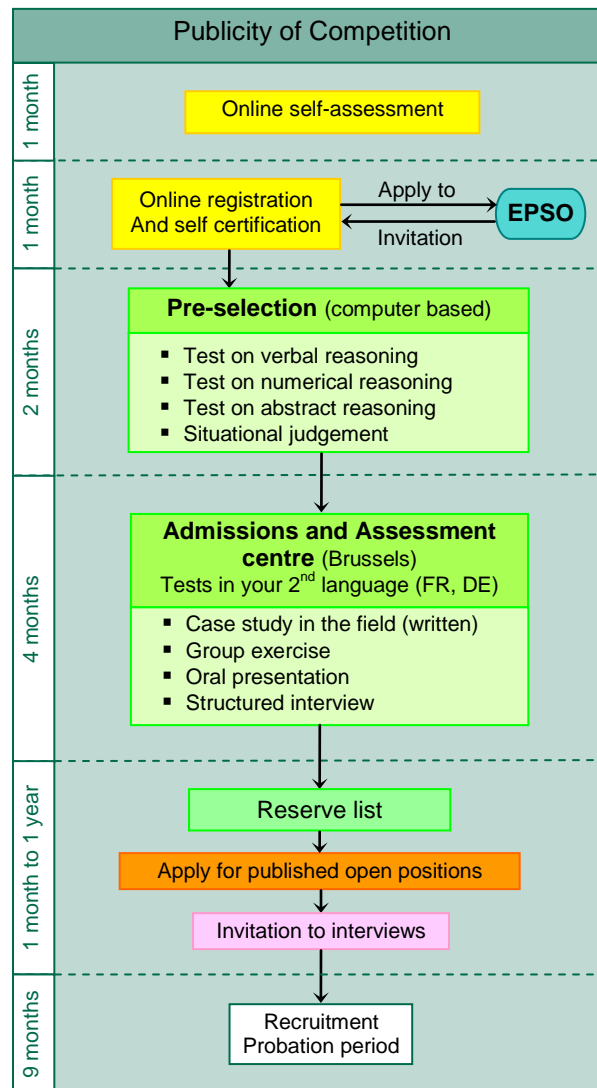 Publicity of Competition
1 month
Online self-assessment
1 month
Online registration
And self certification
Apply to
Invitation
EPSO
2 months
Pre-selection (computer based)
▪ Test on verbal reasoning
▪ Test on numerical reasoning
▪ Test on abstract reasoning
▪ Situational judgement
4 months
Admissions and Assessment
centre (Brussels)
Tests in your 2nd language (FR, DE)
▪ Case study in the field (written)
▪ Group exercise
▪ Oral presentation
▪ Structured interview
1 month to 1 year
Reserve list
Apply for published open positions
Invitation to interviews
9 months
Recruitment
Probation period